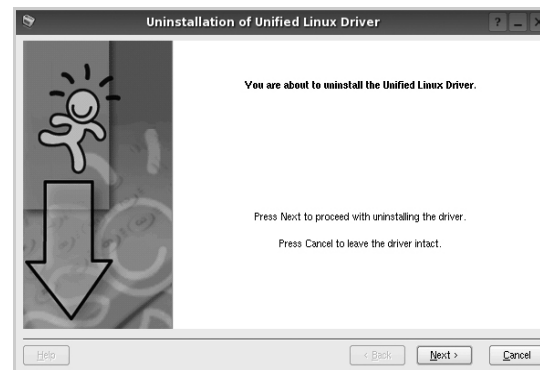 Uninstallation of Unified Linux Driver
You are about to uninstall the Unified Linux Driver.
Press Next to proceed with uninstalling the driver.
Press Cancel to leave the driver intact.
Help
< Back
Next >
Cancel